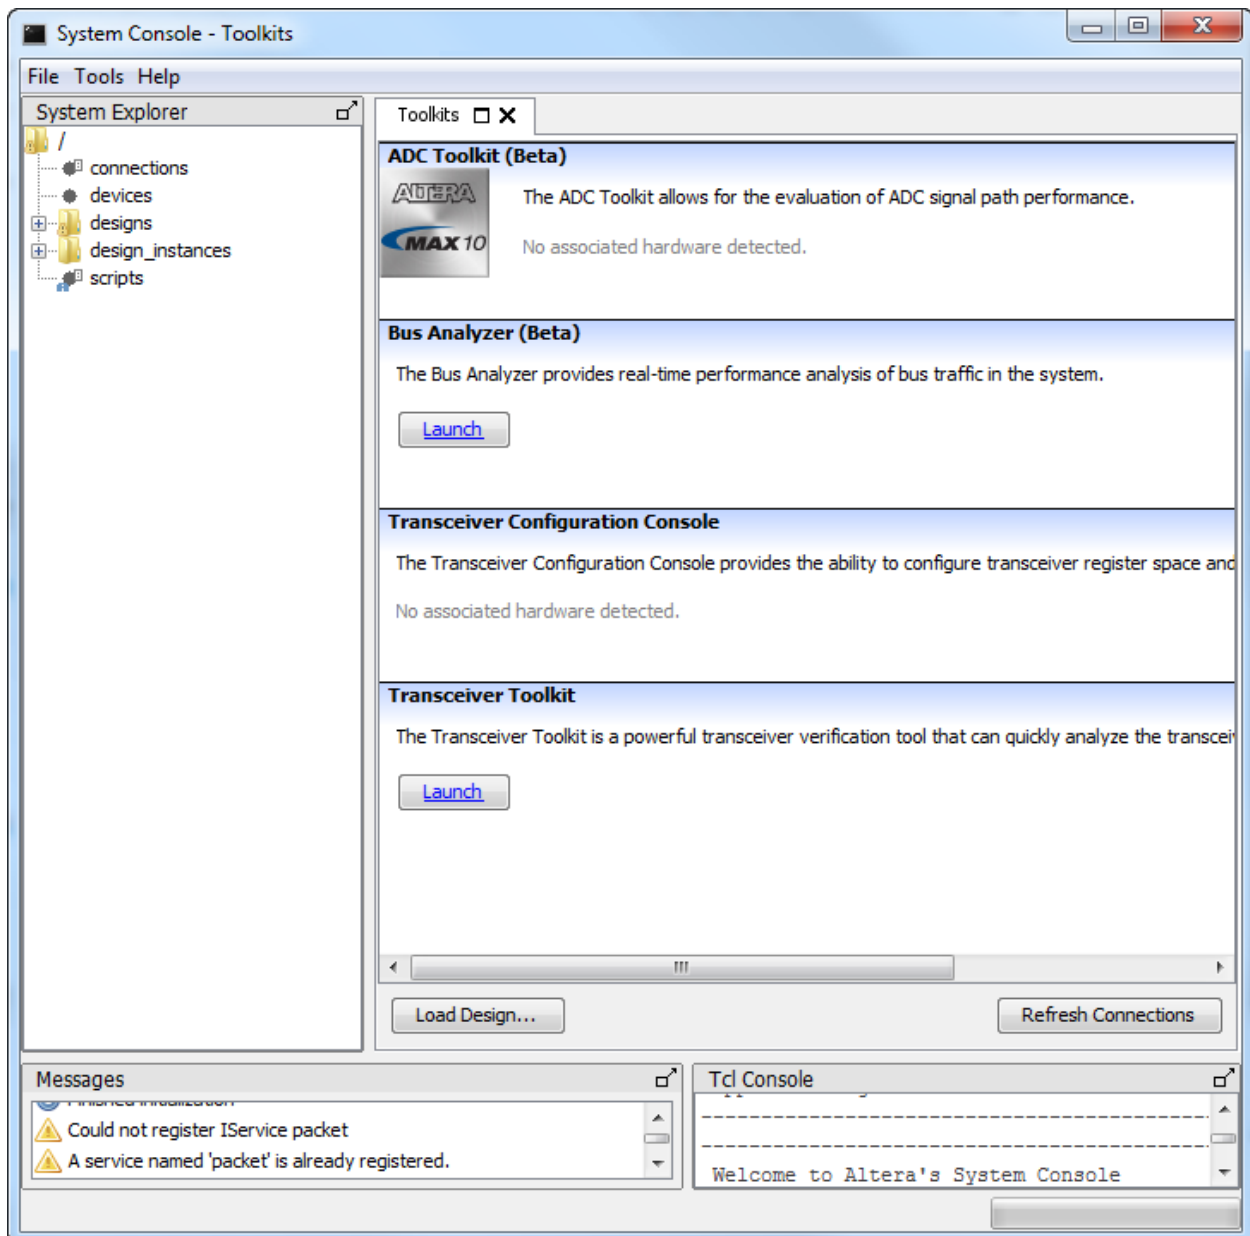 System Console - Toolkits
File Tools Help
System Explorer
/
connections
devices
designs
design_instances
scripts
Toolkits
ADC Toolkit (Beta)
ALTERA
MAX 10
The ADC Toolkit allows for the evaluation of ADC signal path performance.
No associated hardware detected.
Bus Analyzer (Beta)
The Bus Analyzer provides real-time performance analysis of bus traffic in the system.
Launch
Transceiver Configuration Console
The Transceiver Configuration Console provides the ability to configure transceiver register space and
No associated hardware detected.
Transceiver Toolkit
The Transceiver Toolkit is a powerful transceiver verification tool that can quickly analyze the
Launch
Load Design...
Refresh Connections
Messages
Finished initialization
Could not register IService packet
A service named 'packet' is already registered.
Tcl Console
--------------------------------------------
--------------------------------------------
Welcome to Altera's System Console